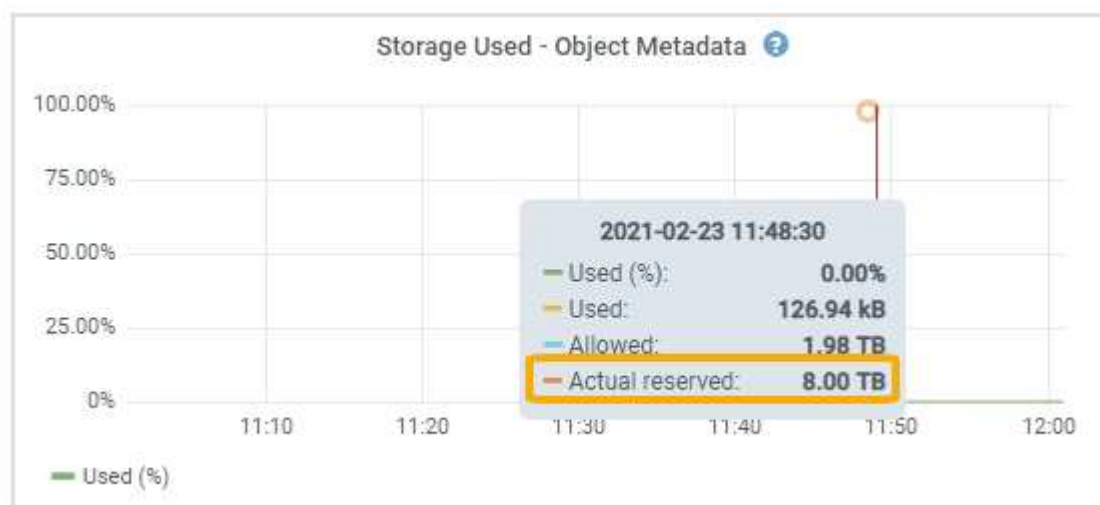 Storage Used - Object Metadata ?
100.00%
75.00%
50.00%
25.00%
0%
2021-02-23 11:48:30
Used (%): 0.00%
Used: 126.94 kB
Allowed: 1.98 TB
Actual reserved: 8.00 TB
11:10 11:20 11:30 11:40 11:50 12:00
Used (%)